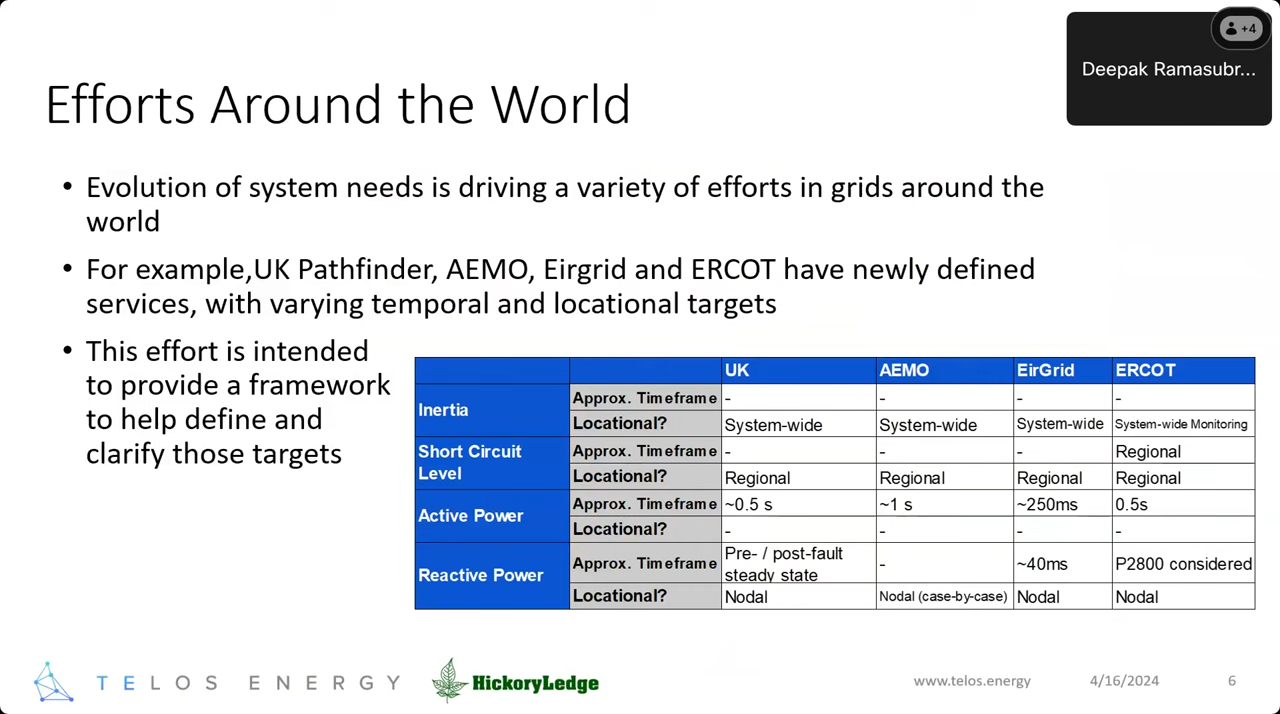 +4
Deepak Ramasubr...
Efforts Around the World
• Evolution of system needs is driving a variety of efforts in grids around the
world
• For example,UK Pathfinder, AEMO, Eirgrid and ERCOT have newly defined
services, with varying temporal and locational targets
• This effort is intended
to provide a framework
to help define and
clarify those targets
UK AEMO EirGrid ERCOT
Inertia
Approx. Timeframe - - - -
Locational? System-wide System-wide System-wide System-wide Monitoring
Short Circuit
Level
Approx. Timeframe - - - Regional
Locational? Regional Regional Regional Regional
Active Power
Approx. Timeframe ~0.5 s ~1 s ~250ms 0.5s
Locational? - - - -
Reactive Power
Approx. Timeframe Pre- / post-fault
steady state - ~40ms P2800 considered
Locational? Nodal Nodal (case-by-case) Nodal Nodal
TELOS ENERGY
HickoryLedge
www.telos.energy 4/16/2024 6